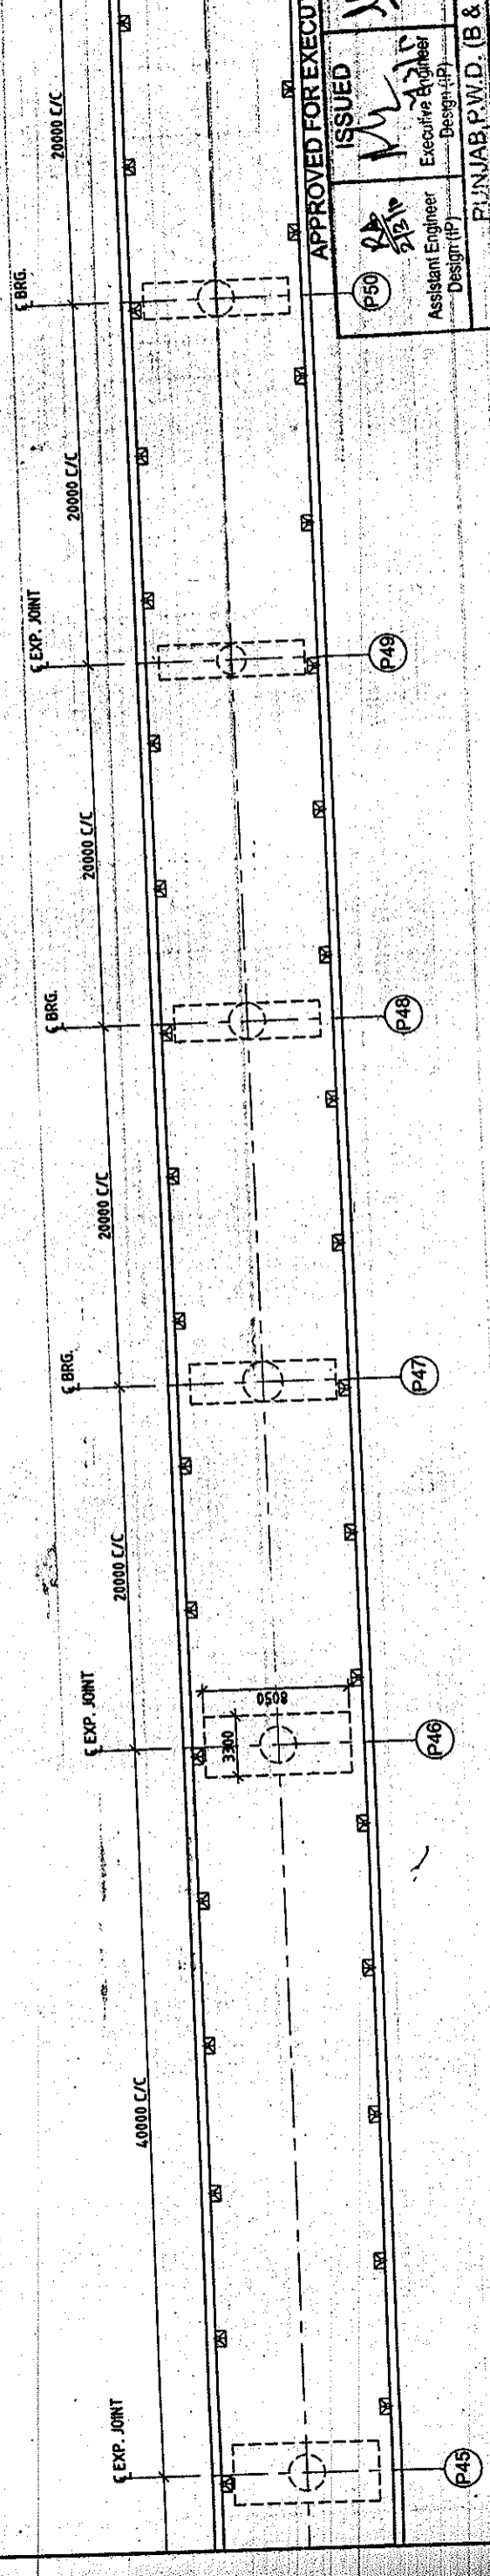 20000 C/C
℄ BRG.
20000 C/C
℄ EXP. JOINT
20000 C/C
℄ BRG.
20000 C/C
℄ BRG.
20000 C/C
℄ EXP. JOINT
40000 C/C
℄ EXP. JOINT
3300
8050
P50
P49
P48
P47
P46
P45
APPROVED FOR EXECU
ISSUED
Assistant Engineer
Design (IP)
Executive Engineer
Design (IP)
PUNJAB,P.W.D. (B &